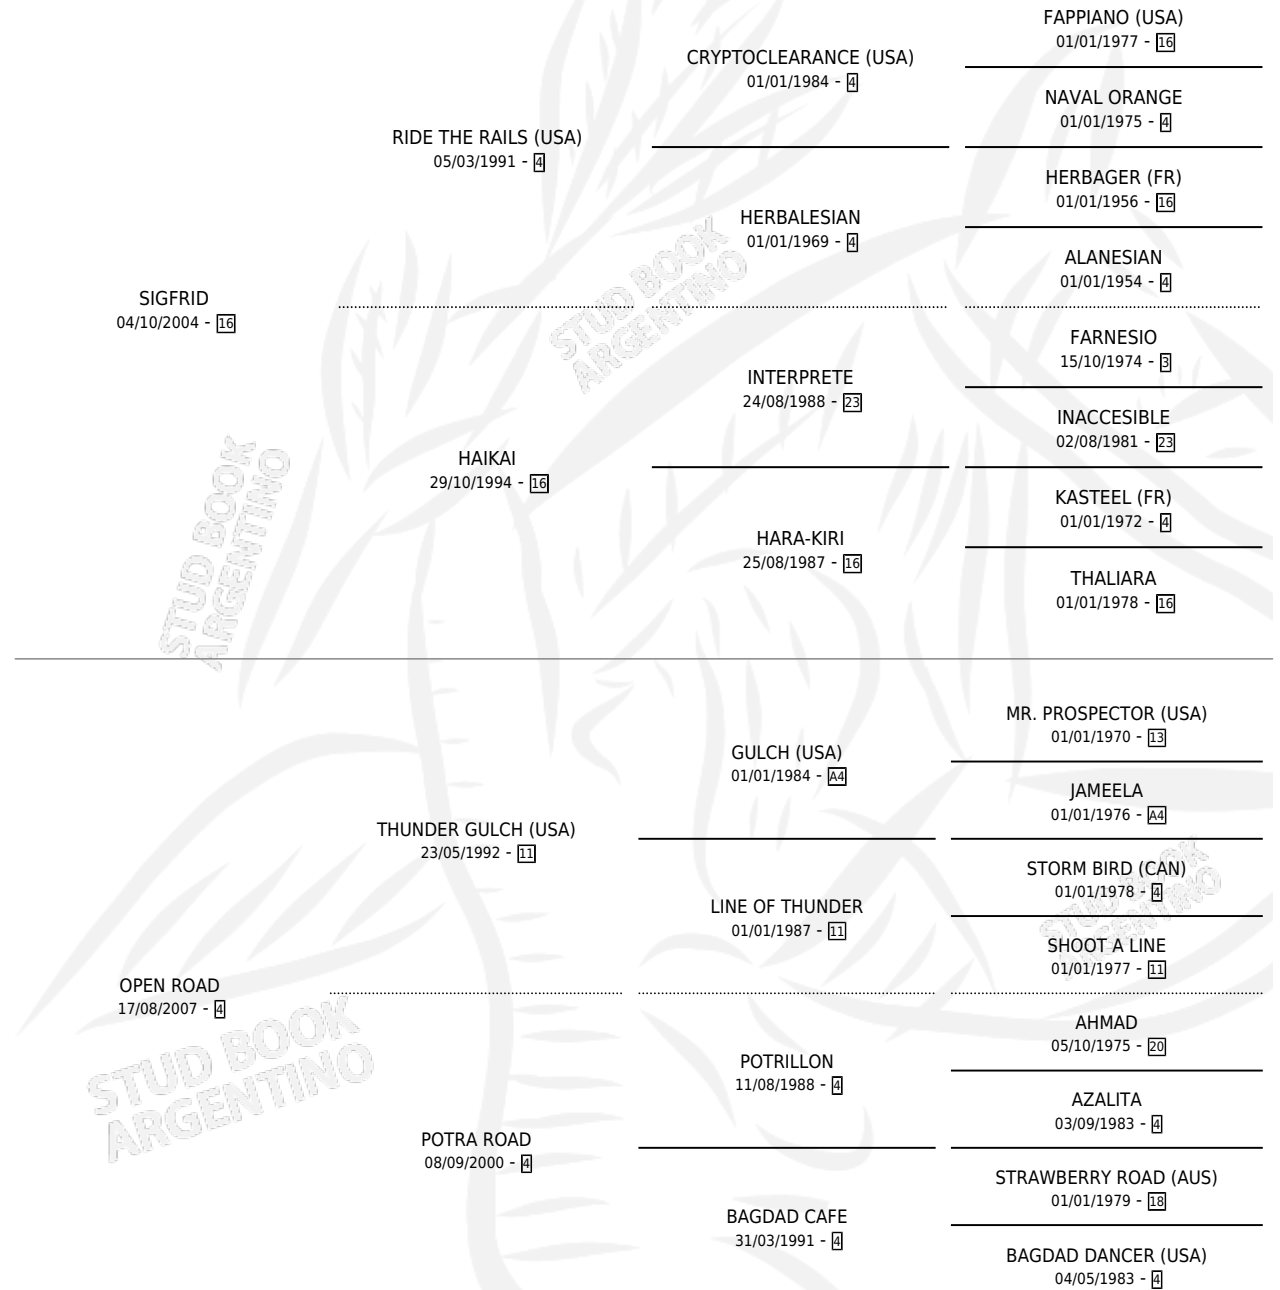 FAPPIANO (USA)
01/01/1977 - 16
CRYPTOCLEARANCE (USA)
01/01/1984 - 4
NAVAL ORANGE
01/01/1975 - 4
RIDE THE RAILS (USA)
05/03/1991 - 4
HERBAGER (FR)
01/01/1956 - 16
HERBALESIAN
01/01/1969 - 4
ALANESIAN
01/01/1954 - 4
SIGFRID
04/10/2004 - 16
STUD BOOK
ARGENTINO
FARNESIO
15/10/1974 - 3
INTERPRETE
24/08/1988 - 23
INACCESIBLE
02/08/1981 - 23
HAIKAI
29/10/1994 - 16
KASTEEL (FR)
01/01/1972 - 4
HARA-KIRI
25/08/1987 - 16
THALIARA
01/01/1978 - 16
STUD BOOK
ARGENTINO
MR. PROSPECTOR (USA)
01/01/1970 - 13
GULCH (USA)
01/01/1984 - A4
JAMEELA
01/01/1976 - A4
THUNDER GULCH (USA)
23/05/1992 - 11
STORM BIRD (CAN)
01/01/1978 - 4
STUD BOOK
ARGENTINO
LINE OF THUNDER
01/01/1987 - 11
SHOOT A LINE
01/01/1977 - 11
OPEN ROAD
17/08/2007 - 4
STUD BOOK
ARGENTINO
AHMAD
05/10/1975 - 20
POTRILLON
11/08/1988 - 4
AZALITA
03/09/1983 - 4
POTRA ROAD
08/09/2000 - 4
STRAWBERRY ROAD (AUS)
01/01/1979 - 18
BAGDAD CAFE
31/03/1991 - 4
BAGDAD DANCER (USA)
04/05/1983 - 4